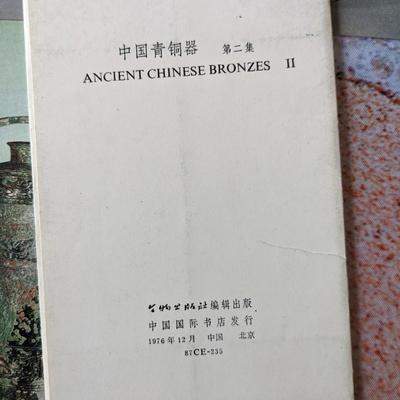 中国青铜器 第二集
ANCIENT CHINESE BRONZES II
文物出版社编辑出版
中国国际书店发行
1976年12月 中国 北京
87CE-235